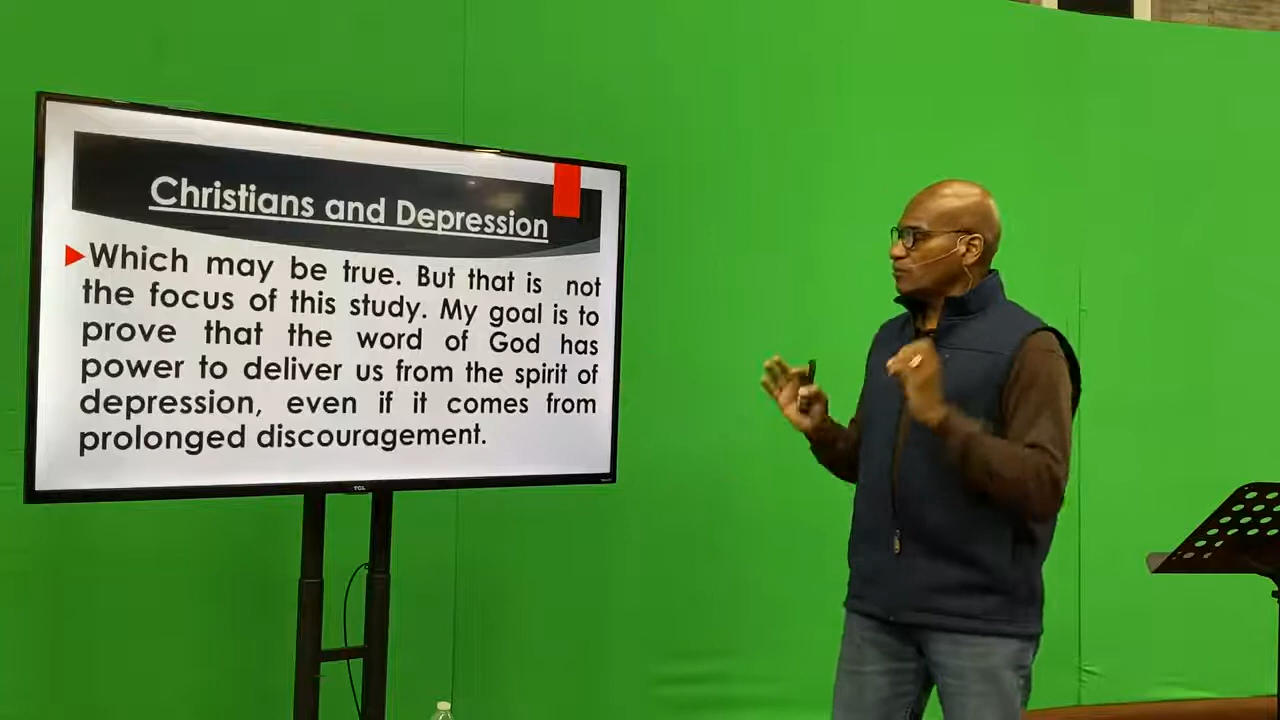 Christians and Depression
Which may be true. But that is not
the focus of this study. My goal is to
prove that the word of God has
power to deliver us from the spirit of
depression, even if it comes from
prolonged discouragement.
TCL